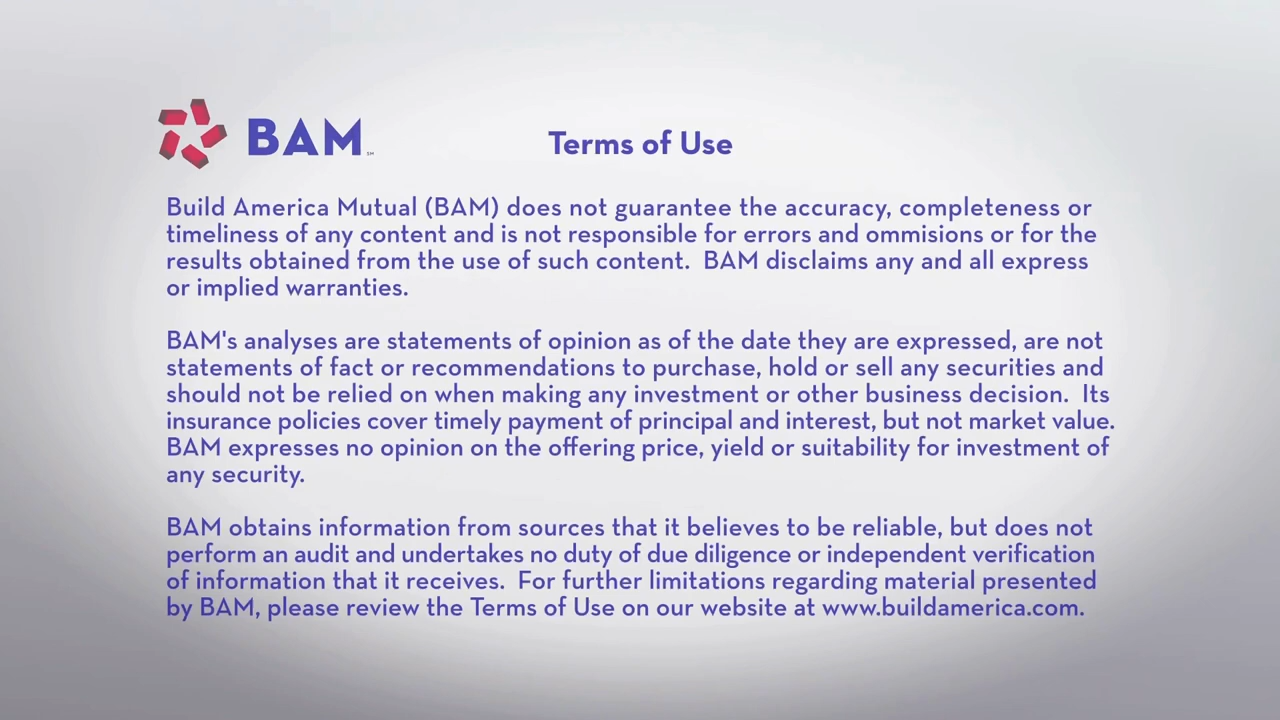 BAM
Terms of Use
Build America Mutual (BAM) does not guarantee the accuracy, completeness or
timeliness of any content and is not responsible for errors and ommisions or for the
results obtained from the use of such content.  BAM disclaims any and all express
or implied warranties.
BAM's analyses are statements of opinion as of the date they are expressed, are not
statements of fact or recommendations to purchase, hold or sell any securities and
should not be relied on when making any investment or other business decision.  Its
insurance policies cover timely payment of principal and interest, but not market value.
BAM expresses no opinion on the offering price, yield or suitability for investment of
any security.
BAM obtains information from sources that it believes to be reliable, but does not
perform an audit and undertakes no duty of due diligence or independent verification
of information that it receives.  For further limitations regarding material presented
by BAM, please review the Terms of Use on our website at www.buildamerica.com.